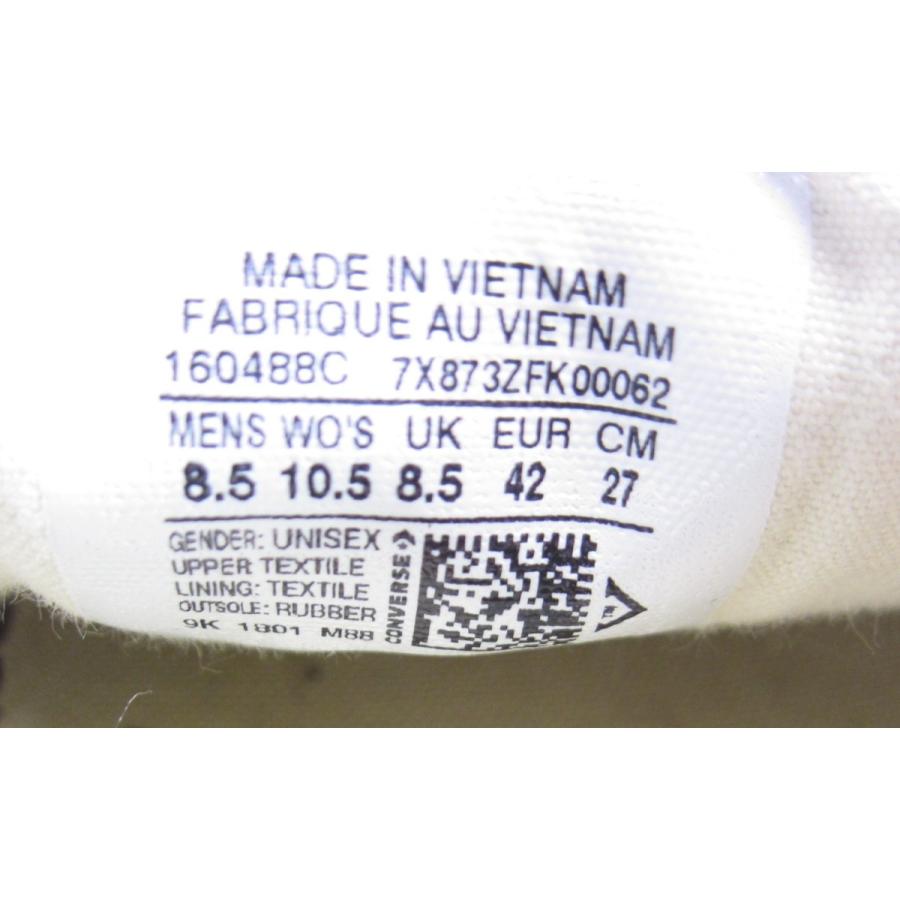 MADE IN VIETNAM
FABRIQUE AU VIETNAM
160488C 7X873ZFK00062
MENS WO'S UK EUR CM
8.5 10.5 8.5 42 27
GENDER: UNISEX
UPPER TEXTILE
LINING: TEXTILE
OUTSOLE: RUBBER
9K 1801 M88
CONVERSE